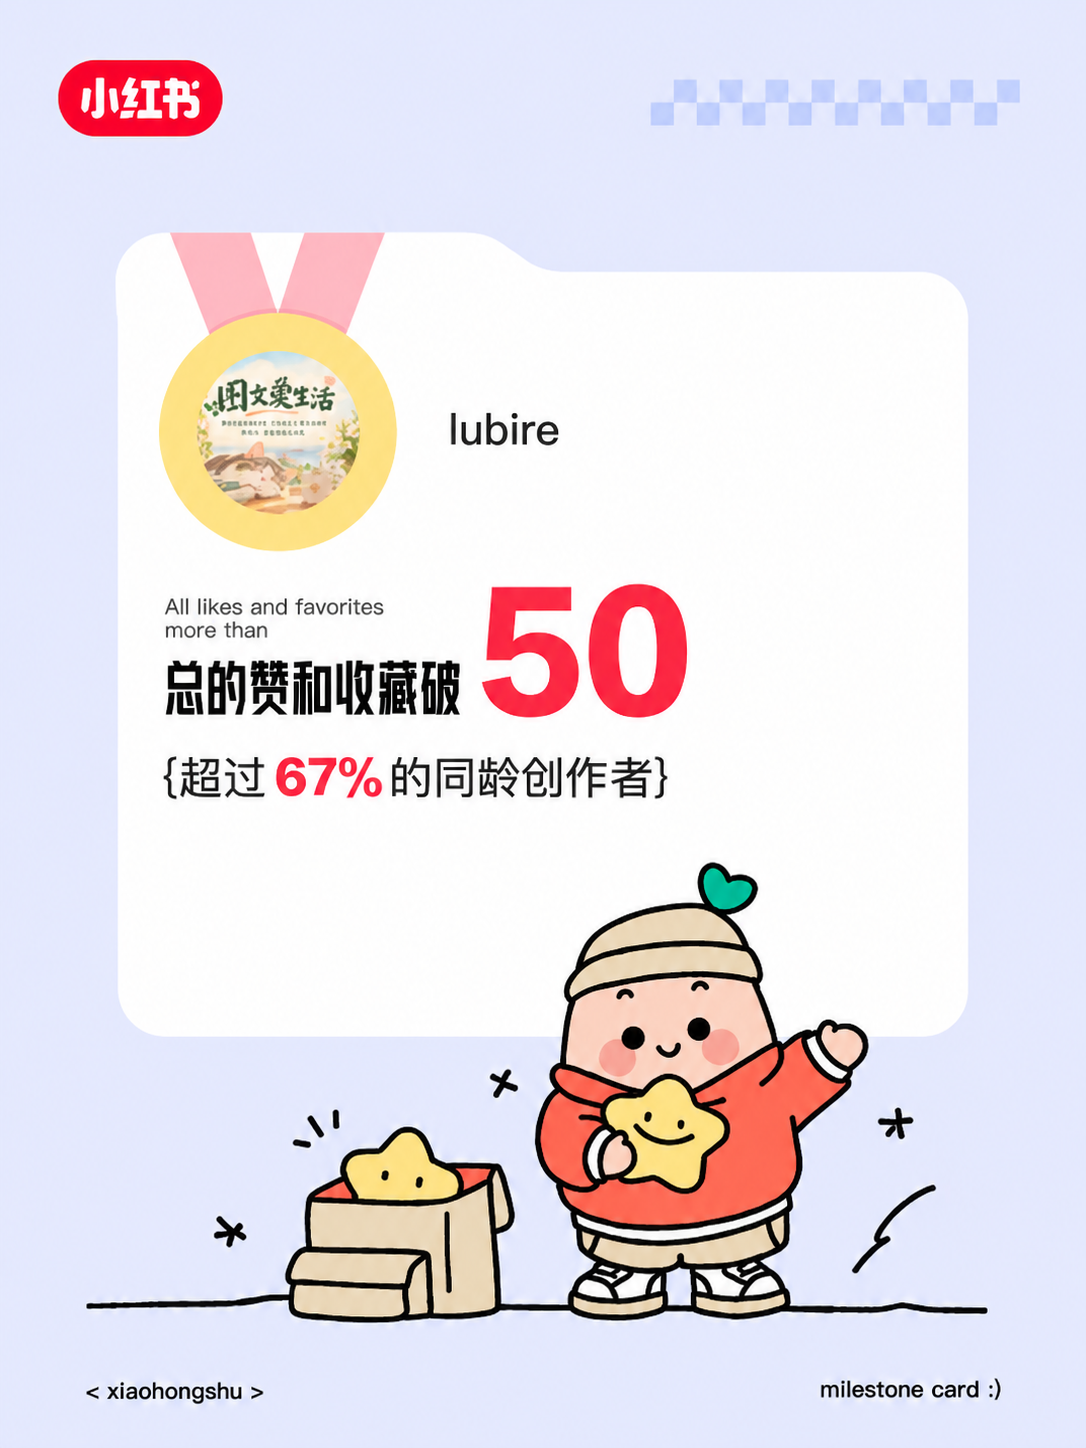 小红书
图文美生活
lubire
All likes and favorites
more than
总的赞和收藏破 50
{超过 67% 的同龄创作者}
< xiaohongshu >
milestone card :)